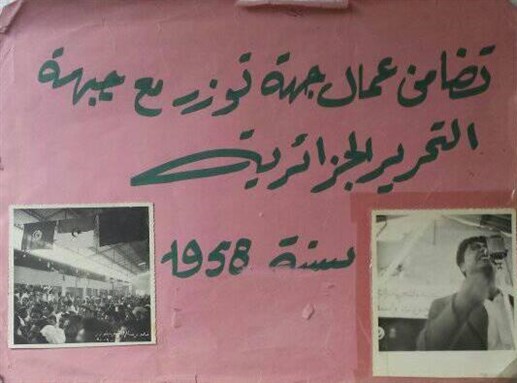 تضامن عمال جهة توزر مع جبهة
التحرير الجزائرية
سنة 1958